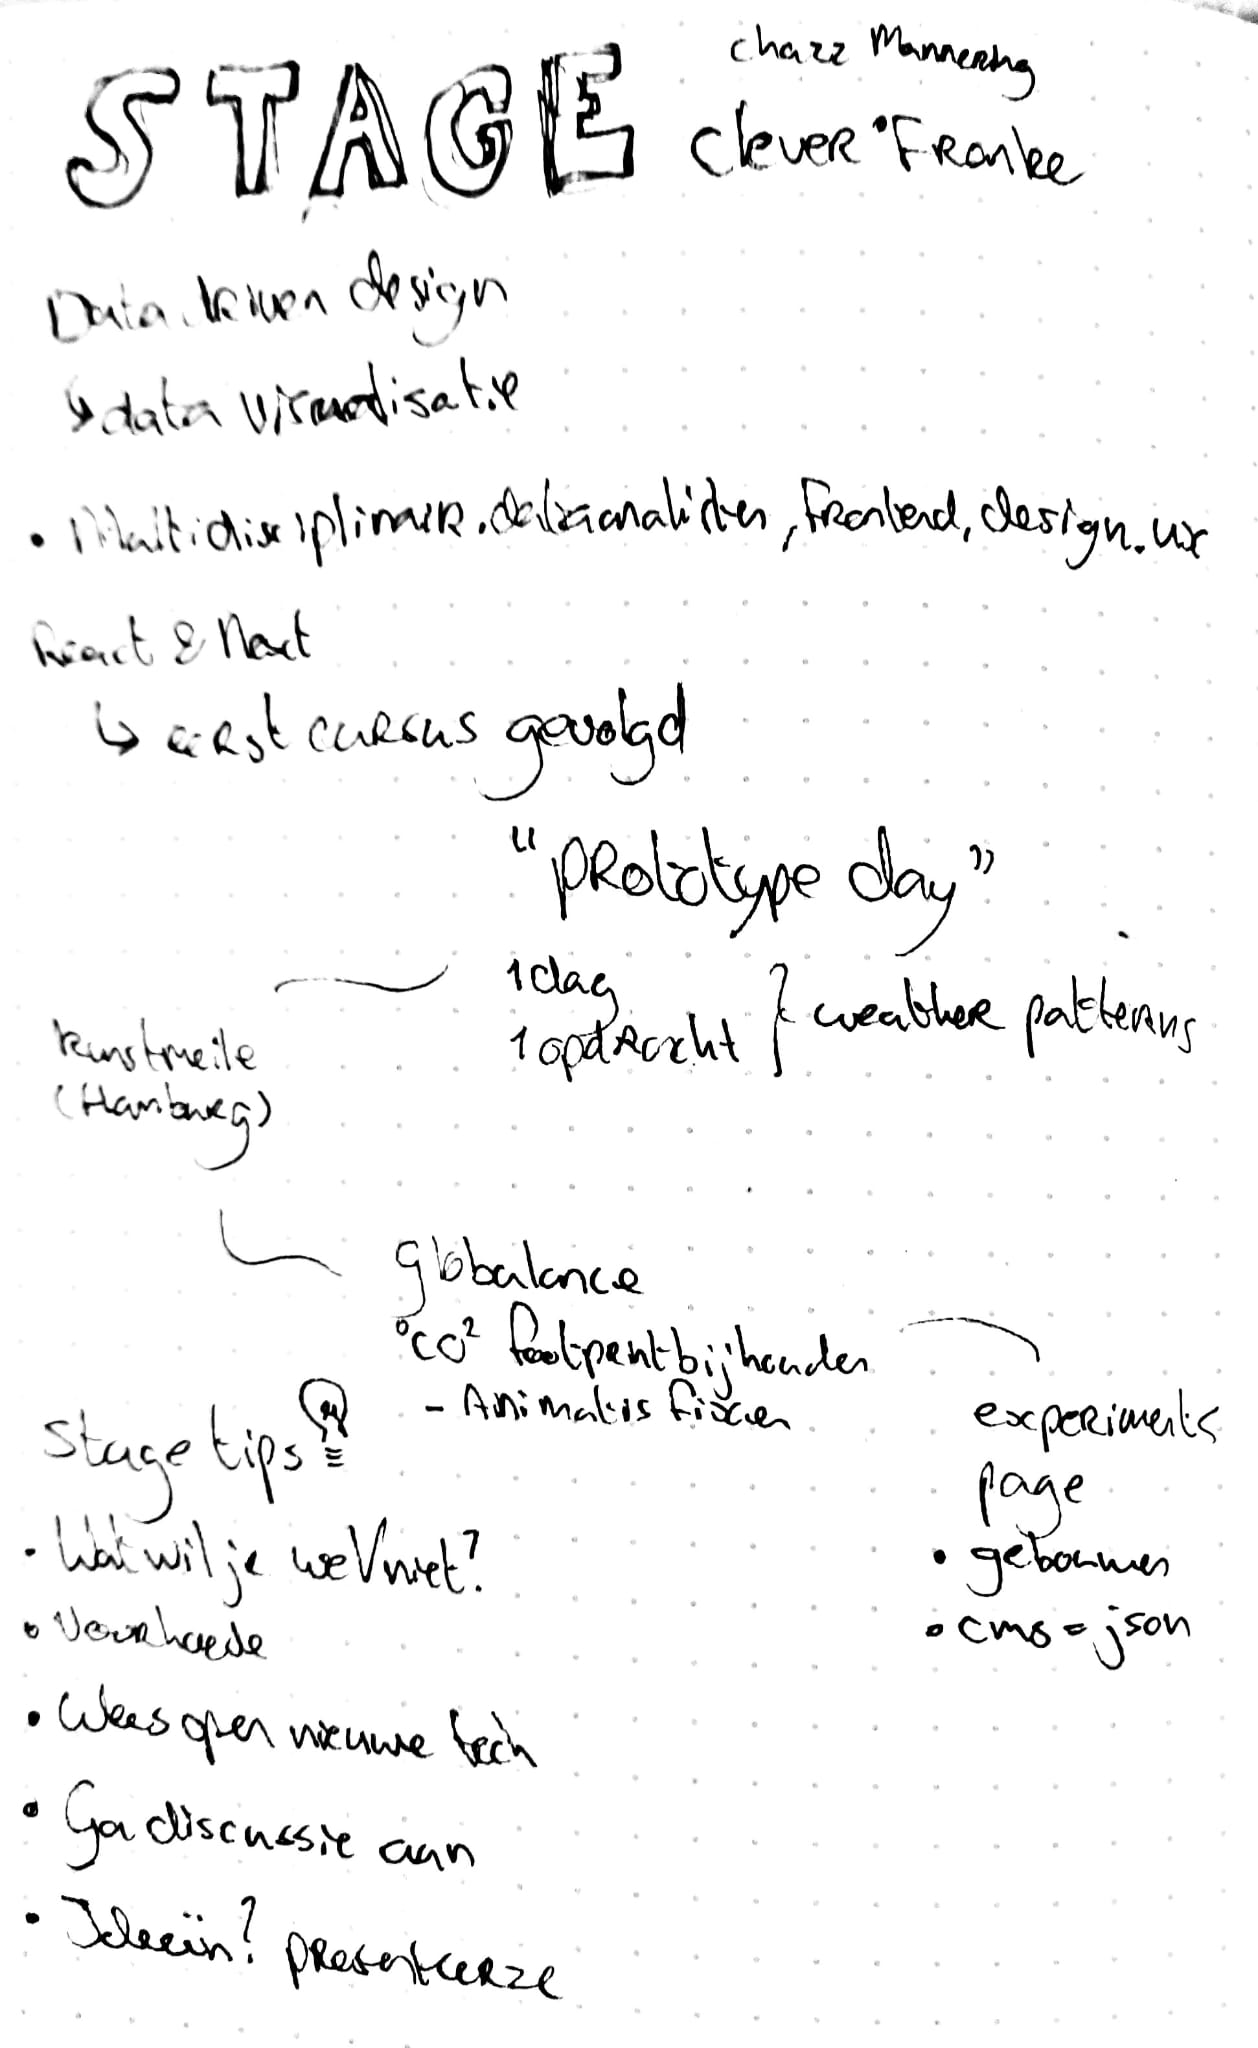 STAGE
chazz Mannering
Clever °Franke
Data driven design
↳ data visualisatie
• Multidisciplinair. data analisten, Frontend, design. ux
React & Next
↳ eerst cursus gevolgd
"prototype day"
1 dag
1 opdracht } weather patterns
kunstmeile
(Hamburg)
Globalance
°CO² footprent bijhouden
- Animaties fixen
experiments
page
• gebouwen
• cms = json
Stage tips
• Wat wil je wel/niet?
• Voorhoede
• Wees open nieuwe tech
• Ga discussie aan
• Ideeën? presenteer ze